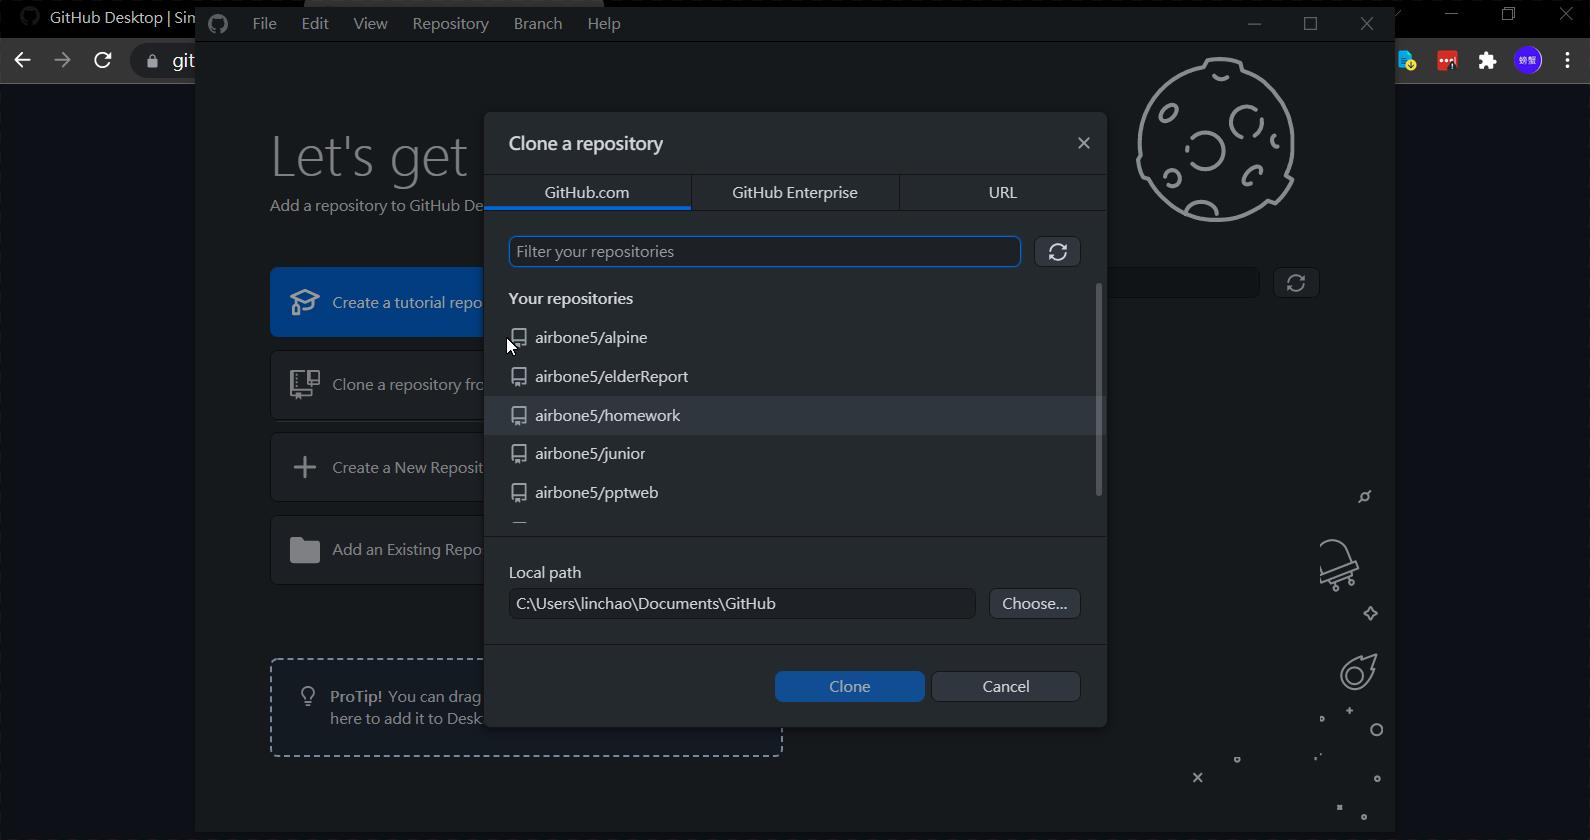 GitHub Desktop | Sim
git
File Edit View Repository Branch Help
螃蟹
Let's get
Add a repository to GitHub De
Create a tutorial repo
Clone a repository fro
Create a New Reposit
Add an Existing Repo
ProTip! You can drag
here to add it to Desk
Clone a repository
GitHub.com GitHub Enterprise URL
Filter your repositories
Your repositories
airbone5/alpine
airbone5/elderReport
airbone5/homework
airbone5/junior
airbone5/pptweb
Local path
C:\Users\linchao\Documents\GitHub
Choose...
Clone Cancel